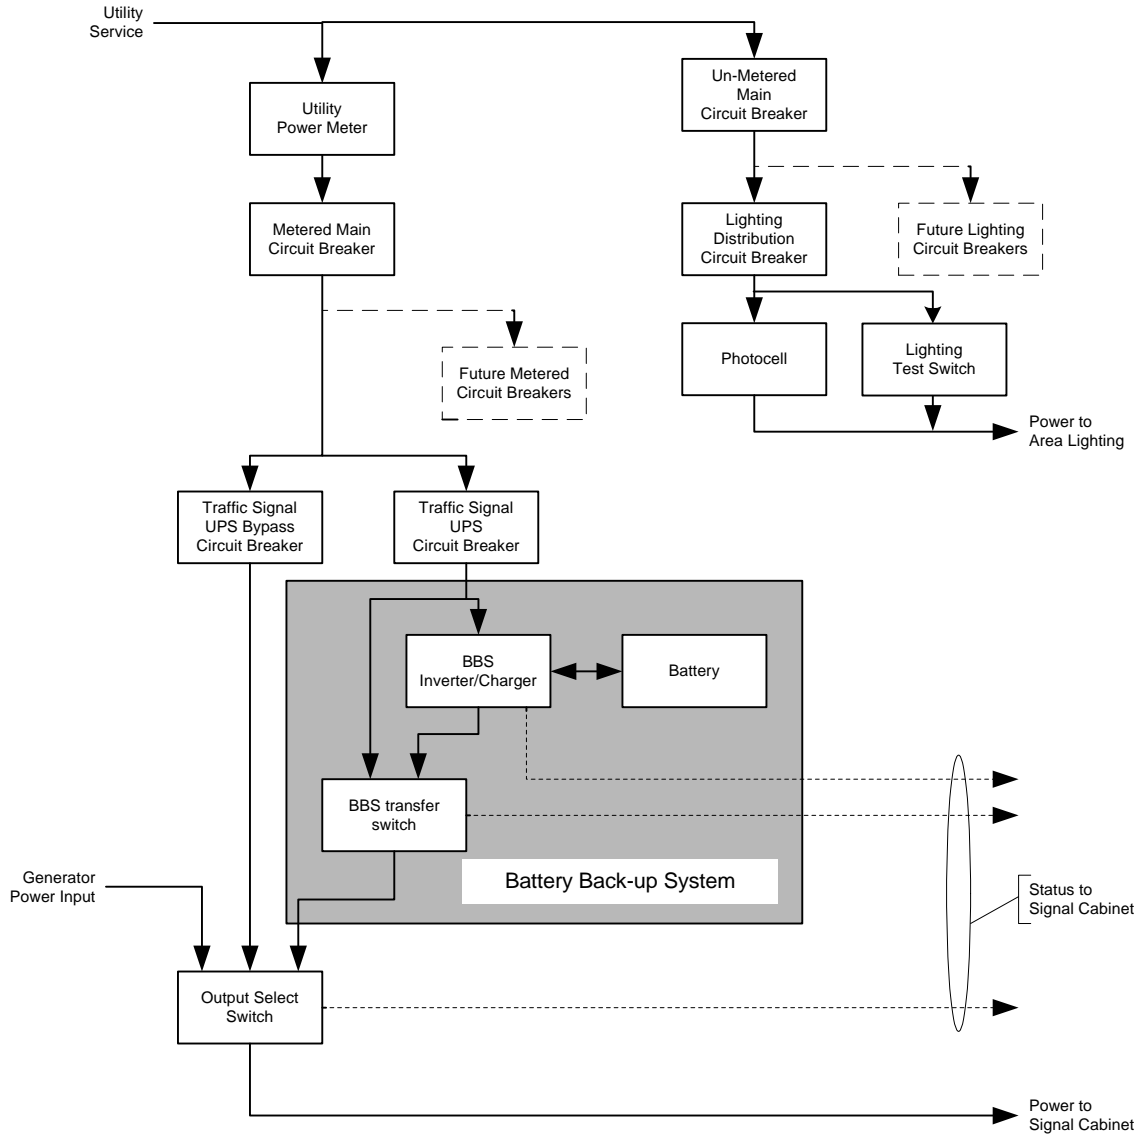 Utility
Service
Un-Metered
Main
Circuit Breaker
Utility
Power Meter
Metered Main
Circuit Breaker
Lighting
Distribution
Circuit Breaker
Future Lighting
Circuit Breakers
Future Metered
Circuit Breakers
Photocell
Lighting
Test Switch
Power to
Area Lighting
Traffic Signal
UPS Bypass
Circuit Breaker
Traffic Signal
UPS
Circuit Breaker
BBS
Inverter/Charger
Battery
BBS transfer
switch
Battery Back-up System
Generator
Power Input
Status to
Signal Cabinet
Output Select
Switch
Power to
Signal Cabinet